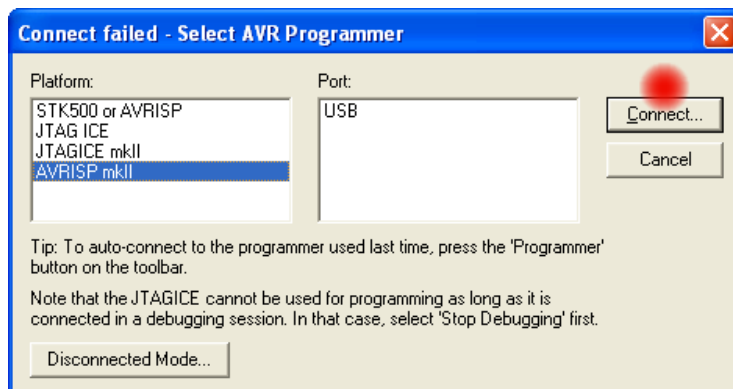 Connect failed - Select AVR Programmer
Platform:
Port:
STK500 or AVRISP
JTAG ICE
JTAGICE mkII
AVRISP mkII
USB
Connect...
Cancel
Tip: To auto-connect to the programmer used last time, press the 'Programmer'
button on the toolbar.
Note that the JTAGICE cannot be used for programming as long as it is
connected in a debugging session. In that case, select 'Stop Debugging' first.
Disconnected Mode...